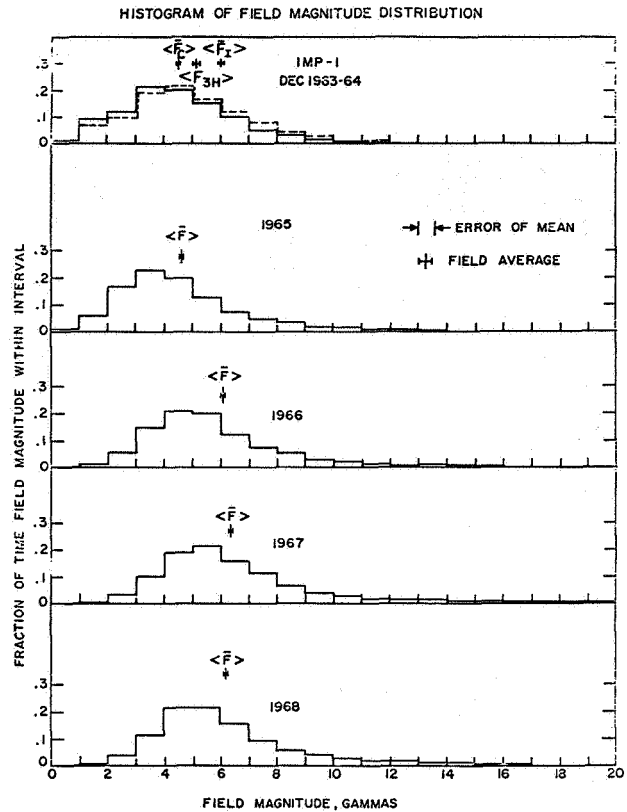 HISTOGRAM OF FIELD MAGNITUDE DISTRIBUTION
<F̄C> <F̄I>
<F3H>
IMP-1
DEC 1963-64
.3
.2
.1
0
1965
<F̄>
ERROR OF MEAN
FIELD AVERAGE
.3
.2
.1
0
<F̄>
1966
.3
.2
.1
0
<F̄>
1967
.3
.2
.1
0
<F̄>
1968
.3
.2
.1
0 2 4 6 8 10 12 14 16 18 20
FIELD MAGNITUDE, GAMMAS
FRACTION OF TIME FIELD MAGNITUDE WITHIN INTERVAL